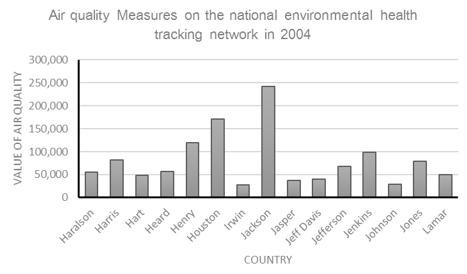 Air quality Measures on the national environmental health
tracking network in 2004
300,000
250,000
200,000
150,000
100,000
50,000
0
VALUE OF AIRQUALITY
Haralson
Harris
Hart
Heard
Henry
Houston
Irwin
Jackson
Jasper
Jeff Davis
Jefferson
Jenkins
Johnson
Jones
Lamar
COUNTRY